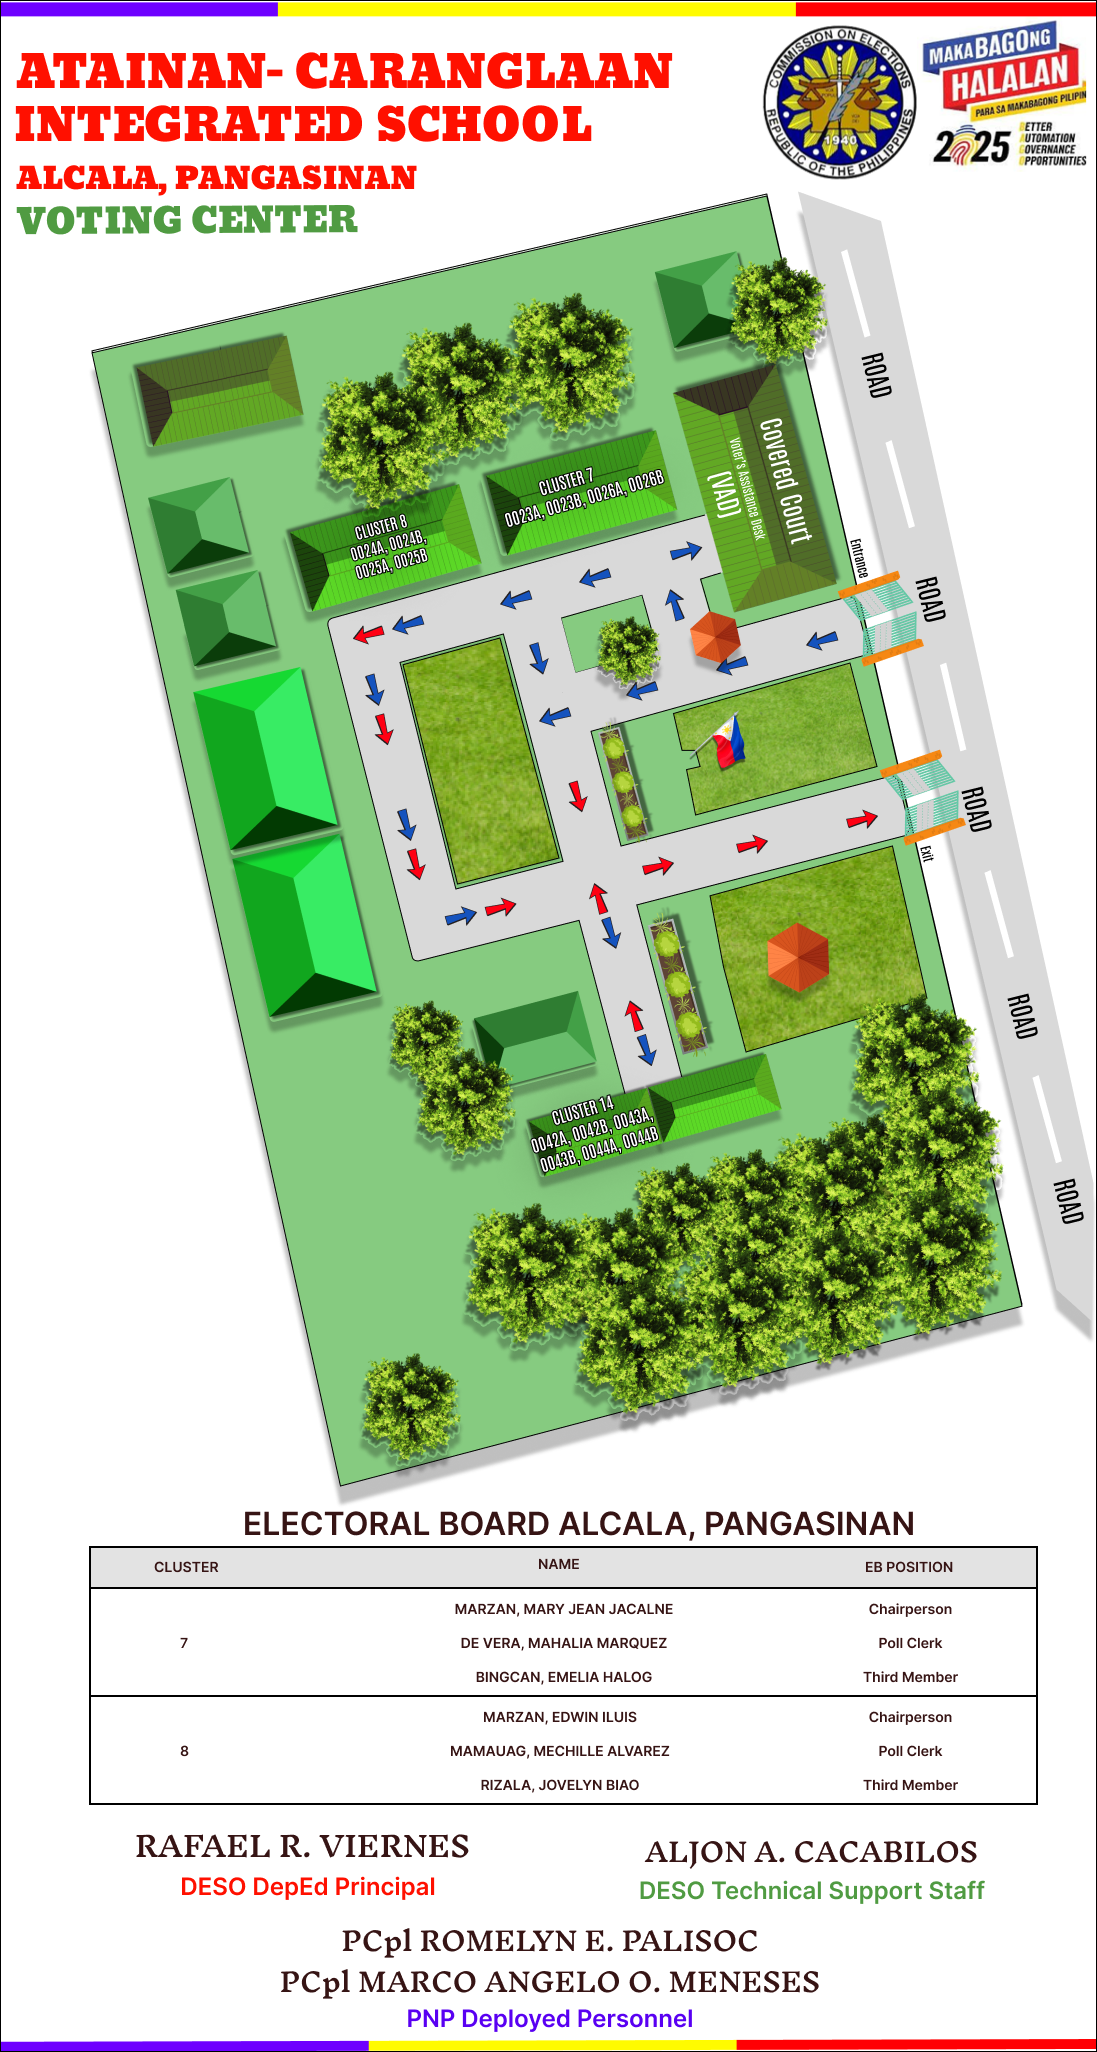 ATAINAN- CARANGLAAN
INTEGRATED SCHOOL
ALCALA, PANGASINAN
VOTING CENTER
COMMISSION ON ELECTIONS
1940
REPUBLIC OF THE PHILIPPINES
MAKABAGONG
HALALAN
PARA SA MAKABAGONG PILIPIN
2025
BETTER
AUTOMATION
GOVERNANCE
OPPORTUNITIES
ROAD
Covered Court
Voter's Assistance Desk
(VAD)
CLUSTER 7
0023A, 0023B, 0026A, 0026B
CLUSTER 8
0024A, 0024B,
0025A, 0025B
Entrance
ROAD
ROAD
Exit
ROAD
CLUSTER 14
0042A, 0042B, 0043A,
0043B, 0044A, 0044B
ROAD
ELECTORAL BOARD ALCALA, PANGASINAN
CLUSTER NAME EB POSITION
MARZAN, MARY JEAN JACALNE Chairperson
7 DE VERA, MAHALIA MARQUEZ Poll Clerk
BINGCAN, EMELIA HALOG Third Member
MARZAN, EDWIN ILUIS Chairperson
8 MAMAUAG, MECHILLE ALVAREZ Poll Clerk
RIZALA, JOVELYN BIAO Third Member
RAFAEL R. VIERNES
DESO DepEd Principal
ALJON A. CACABILOS
DESO Technical Support Staff
PCpl ROMELYN E. PALISOC
PCpl MARCO ANGELO O. MENESES
PNP Deployed Personnel